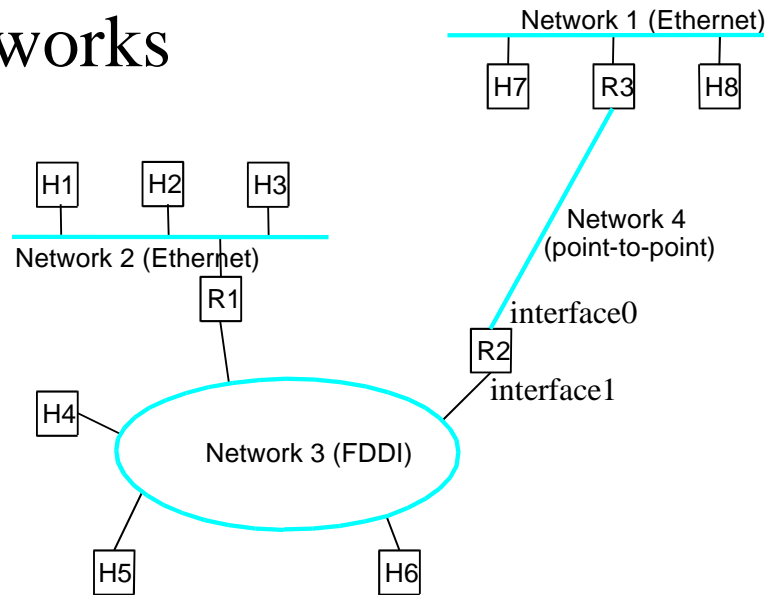 works
Network 1 (Ethernet)
H7
R3
H8
H1
H2
H3
Network 4
(point-to-point)
Network 2 (Ethernet)
R1
interface0
R2
interface1
H4
Network 3 (FDDI)
H5
H6